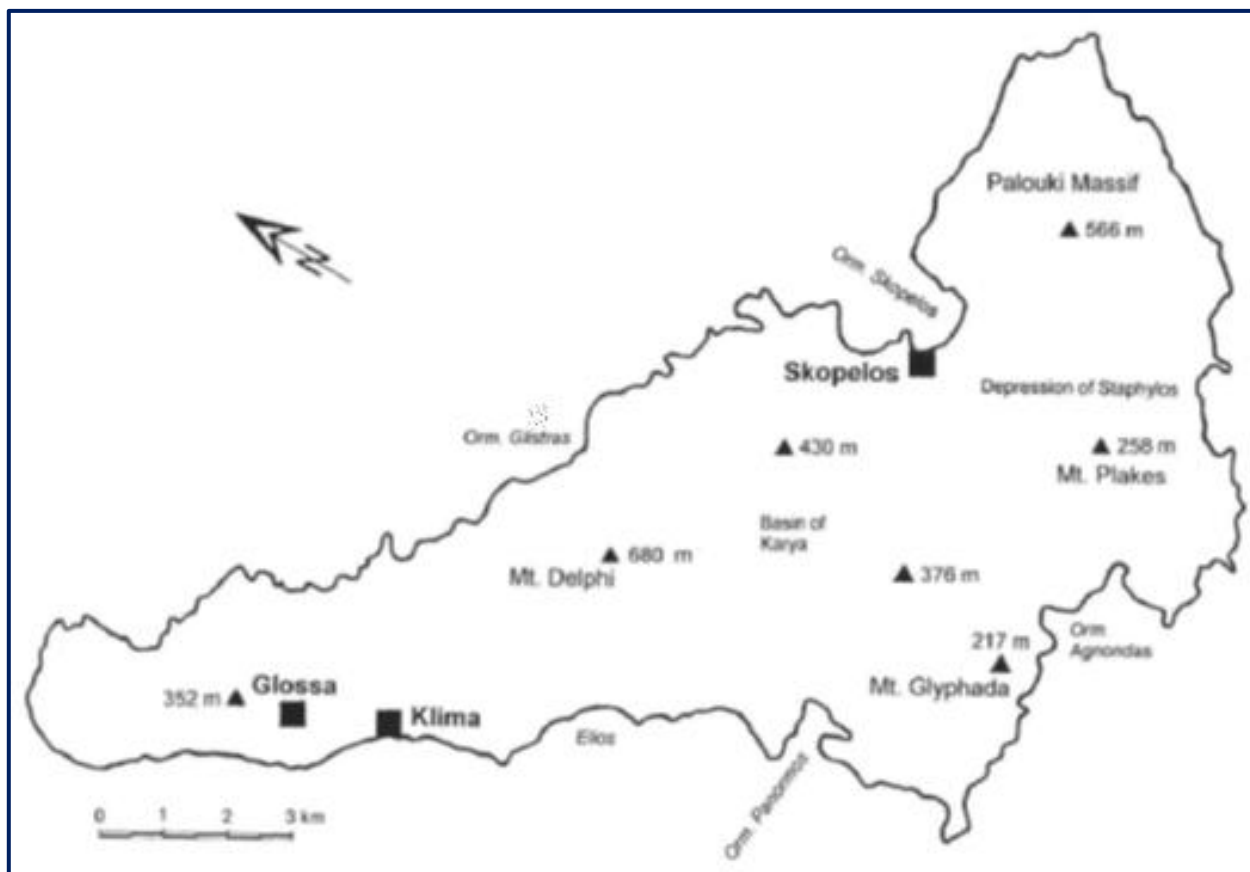 Palouki Massif
566 m
Orm. Skopelos
Skopelos
Depression of Staphylos
Orm. Glistras
430 m
258 m
Mt. Plakes
Basin of
Karya
680 m
Mt. Delphi
376 m
217 m
Orm.
Agnondas
Mt. Glyphada
352 m
Glossa
Klima
Elios
Orm. Panormos
0 1 2 3 km
N